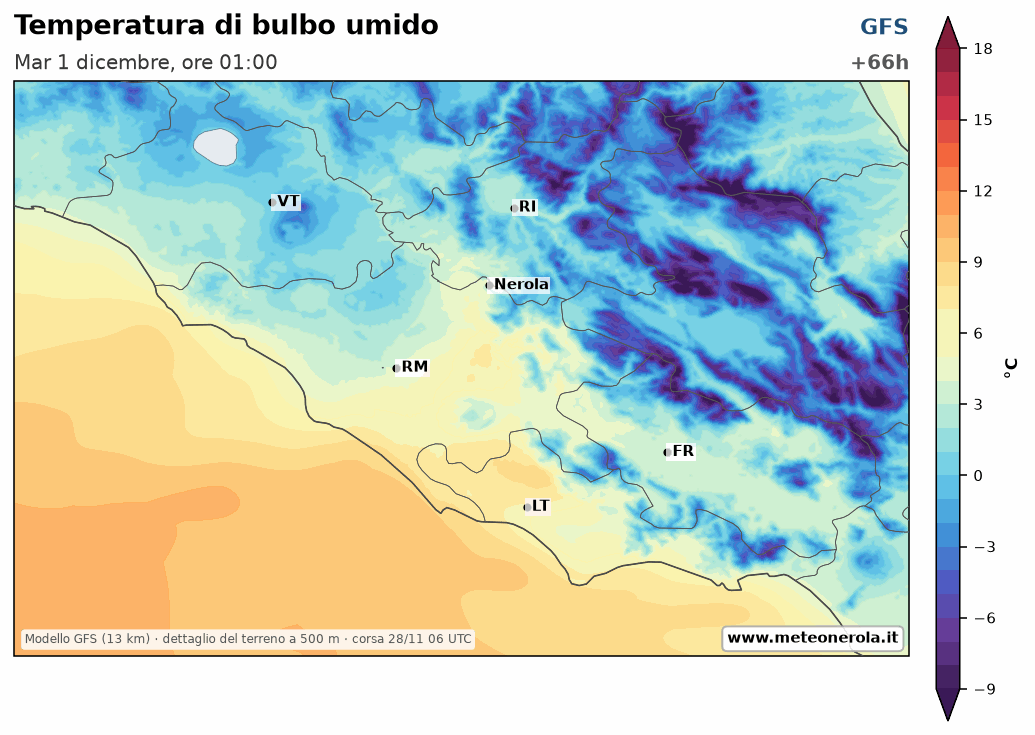 Temperatura di bulbo umido
GFS
Mar 1 dicembre, ore 01:00
+66h
18
15
12
9
6
3
0
−3
−6
−9
°C
VT
RI
Nerola
RM
FR
LT
Modello GFS (13 km) · dettaglio del terreno a 500 m · corsa 28/11 06 UTC
www.meteonerola.it